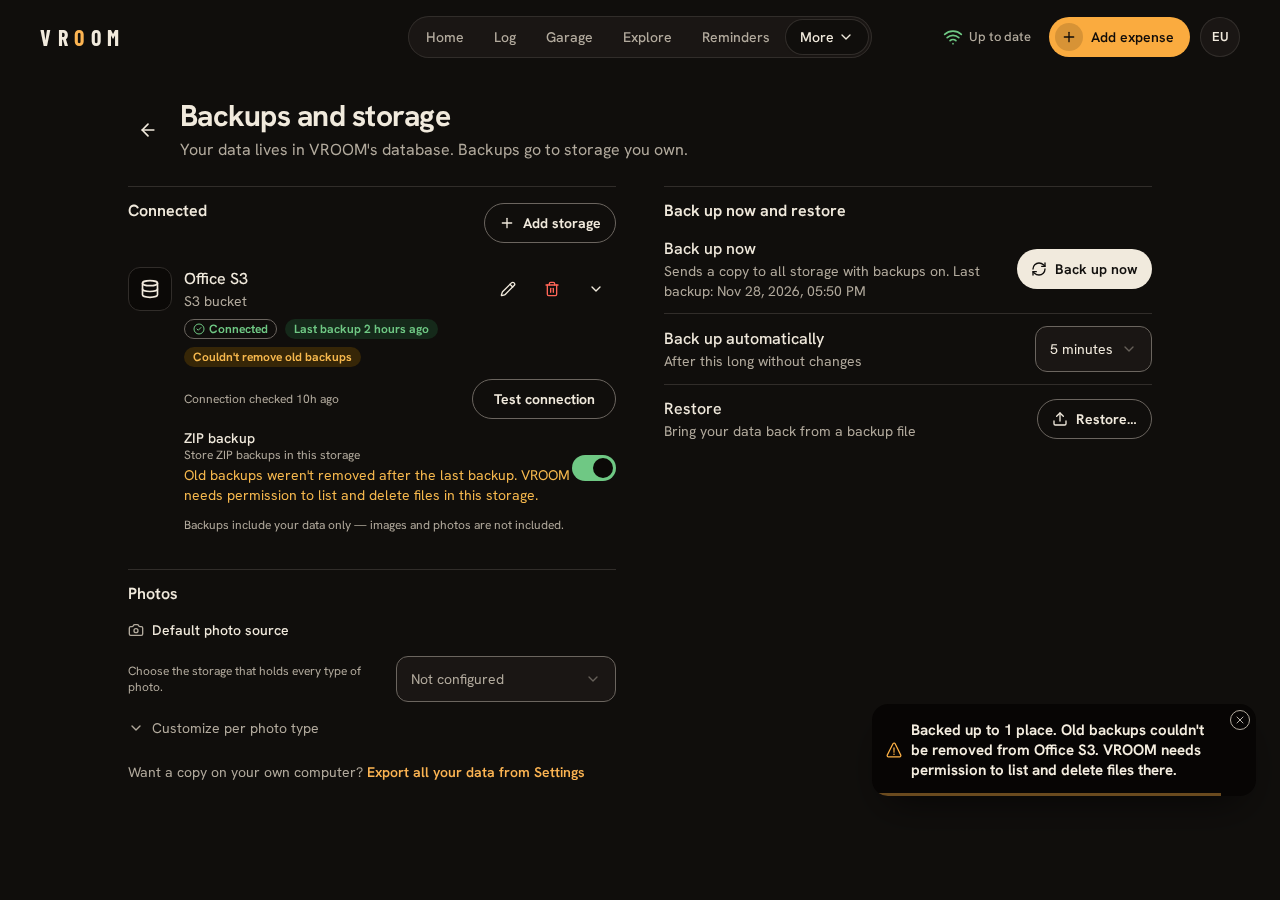 VROOM
Home
Log
Garage
Explore
Reminders
More
Up to date
Add expense
EU
Backups and storage
Your data lives in VROOM's database. Backups go to storage you own.
Connected
Add storage
Office S3
S3 bucket
Connected
Last backup 2 hours ago
Couldn't remove old backups
Connection checked 10h ago
Test connection
ZIP backup
Store ZIP backups in this storage
Old backups weren't removed after the last backup. VROOM
needs permission to list and delete files in this storage.
Backups include your data only — images and photos are not included.
Photos
Default photo source
Choose the storage that holds every type of
photo.
Not configured
Customize per photo type
Want a copy on your own computer? Export all your data from Settings
Back up now and restore
Back up now
Sends a copy to all storage with backups on. Last
backup: Nov 28, 2026, 05:50 PM
Back up now
Back up automatically
After this long without changes
5 minutes
Restore
Bring your data back from a backup file
Restore...
Backed up to 1 place. Old backups couldn't
be removed from Office S3. VROOM needs
permission to list and delete files there.